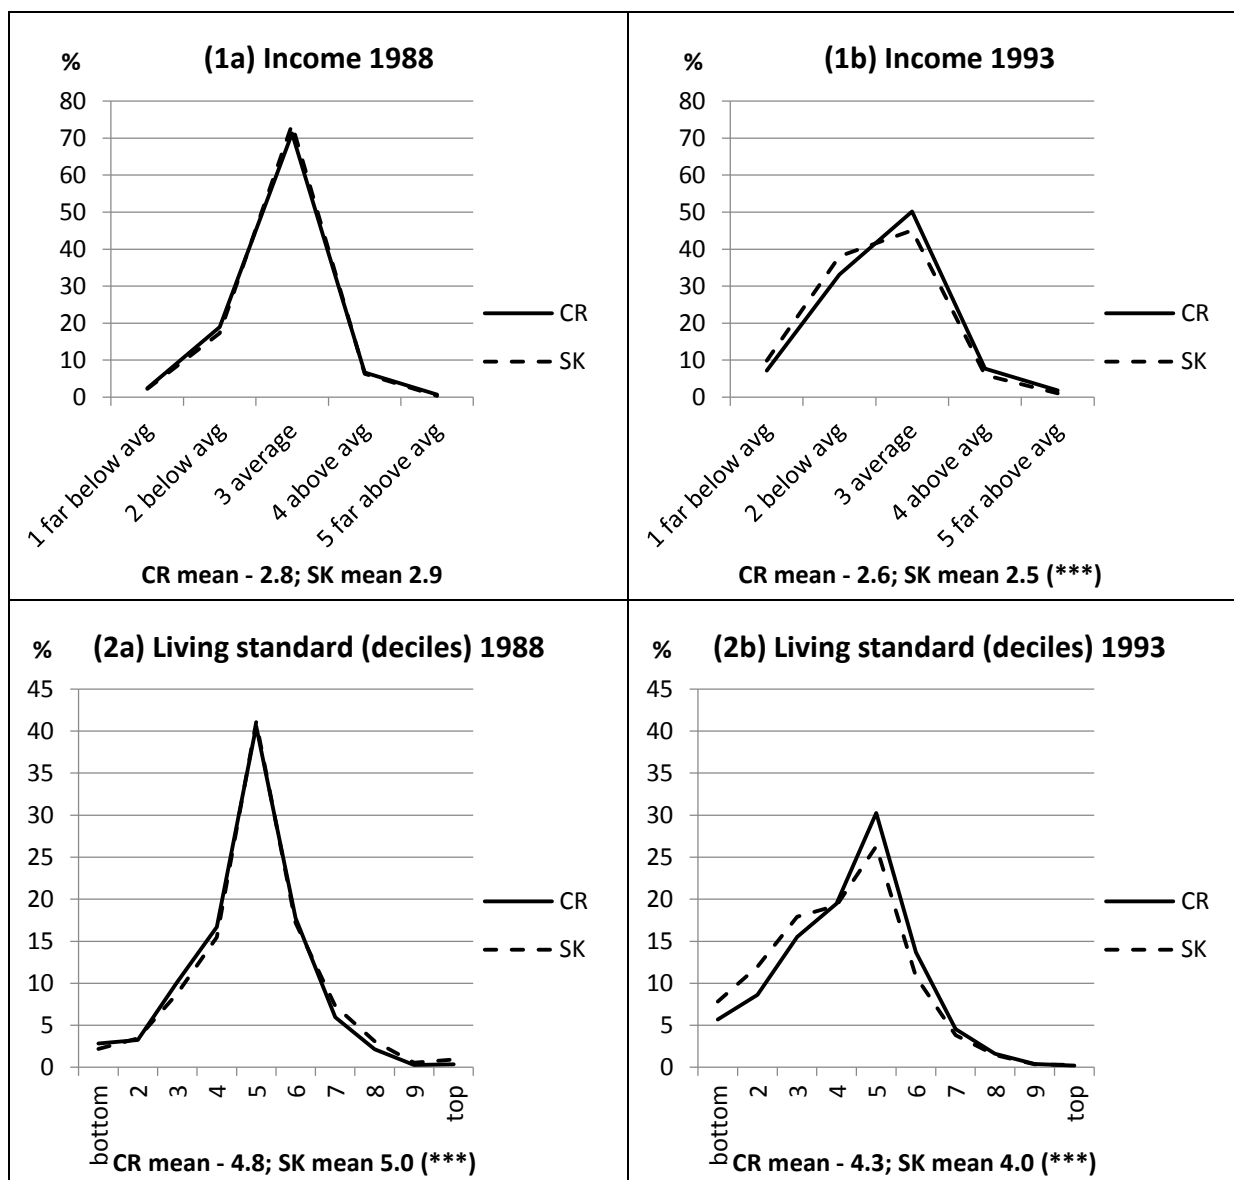 (1a) Income 1988
%
80
70
60
50
40
30
20
10
0
CR
SK
1 far below avg
2 below avg
3 average
4 above avg
5 far above avg
CR mean - 2.8; SK mean 2.9
(1b) Income 1993
%
80
70
60
50
40
30
20
10
0
CR
SK
1 far below avg
2 below avg
3 average
4 above avg
5 far above avg
CR mean - 2.6; SK mean 2.5 (***)
(2a) Living standard (deciles) 1988
%
45
40
35
30
25
20
15
10
5
0
CR
SK
bottom
2
3
4
5
6
7
8
9
top
CR mean - 4.8; SK mean 5.0 (***)
(2b) Living standard (deciles) 1993
%
45
40
35
30
25
20
15
10
5
0
CR
SK
bottom
2
3
4
5
6
7
8
9
top
CR mean - 4.3; SK mean 4.0 (***)